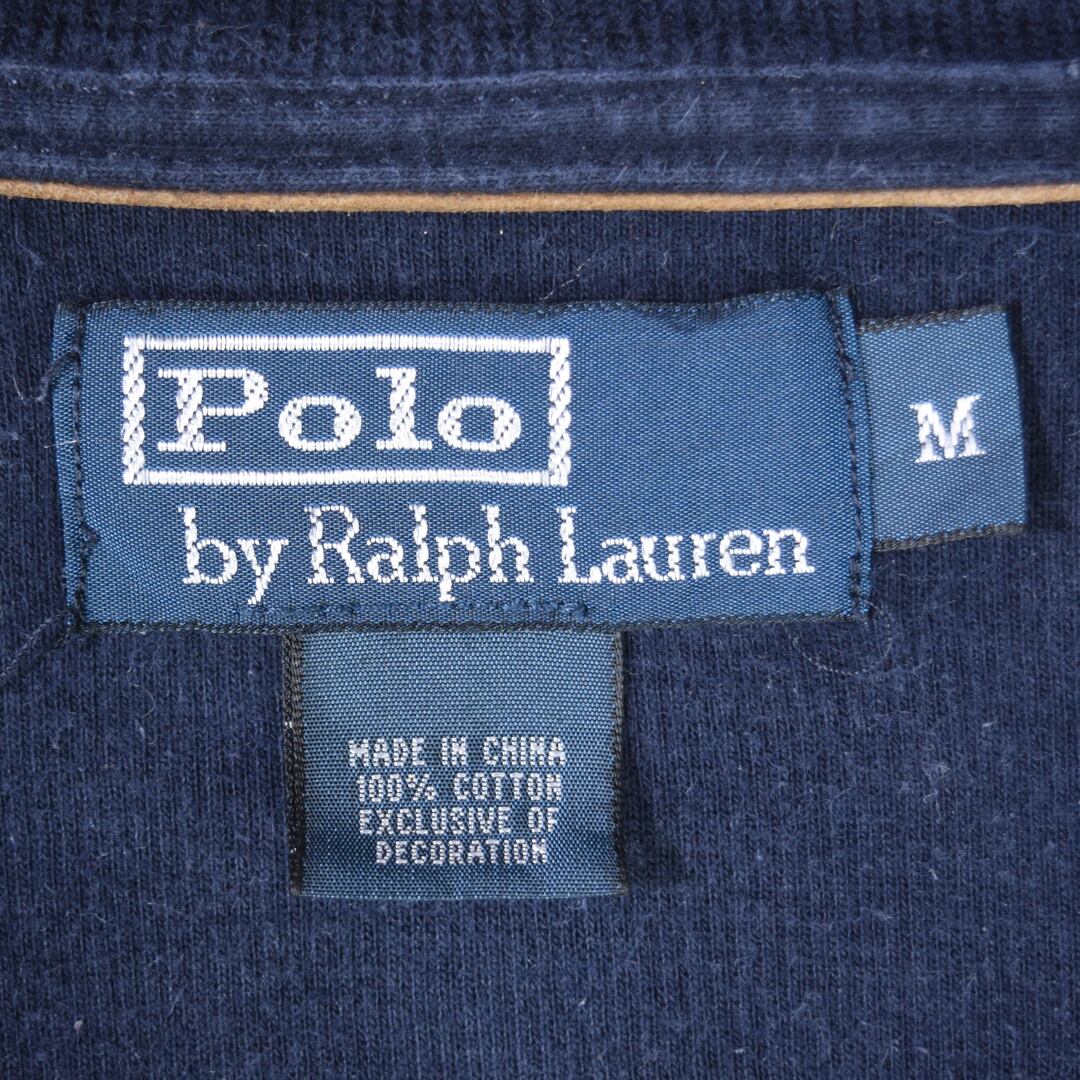 Polo
by Ralph Lauren
M
MADE IN CHINA
100% COTTON
EXCLUSIVE OF
DECORATION